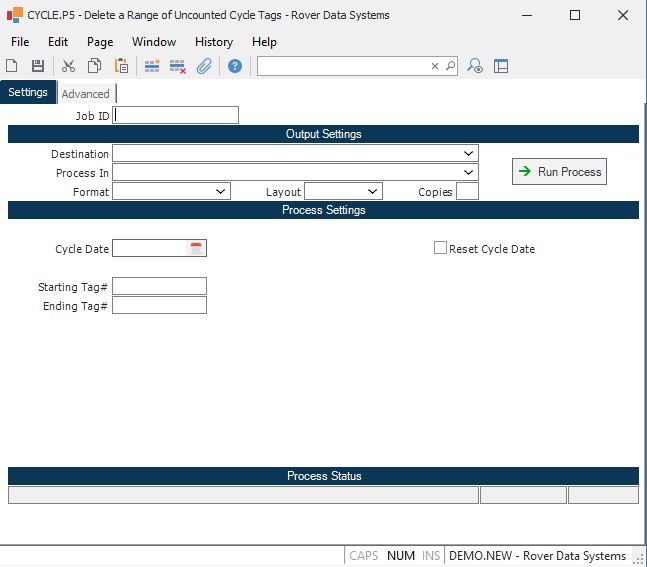 CYCLE.P5 - Delete a Range of Uncounted Cycle Tags - Rover Data Systems
File Edit Page Window History Help
Settings Advanced
Job ID
Output Settings
Destination
Process In
Run Process
Format Layout Copies
Process Settings
Cycle Date Reset Cycle Date
Starting Tag#
Ending Tag#
Process Status
CAPS NUM INS DEMO.NEW - Rover Data Systems